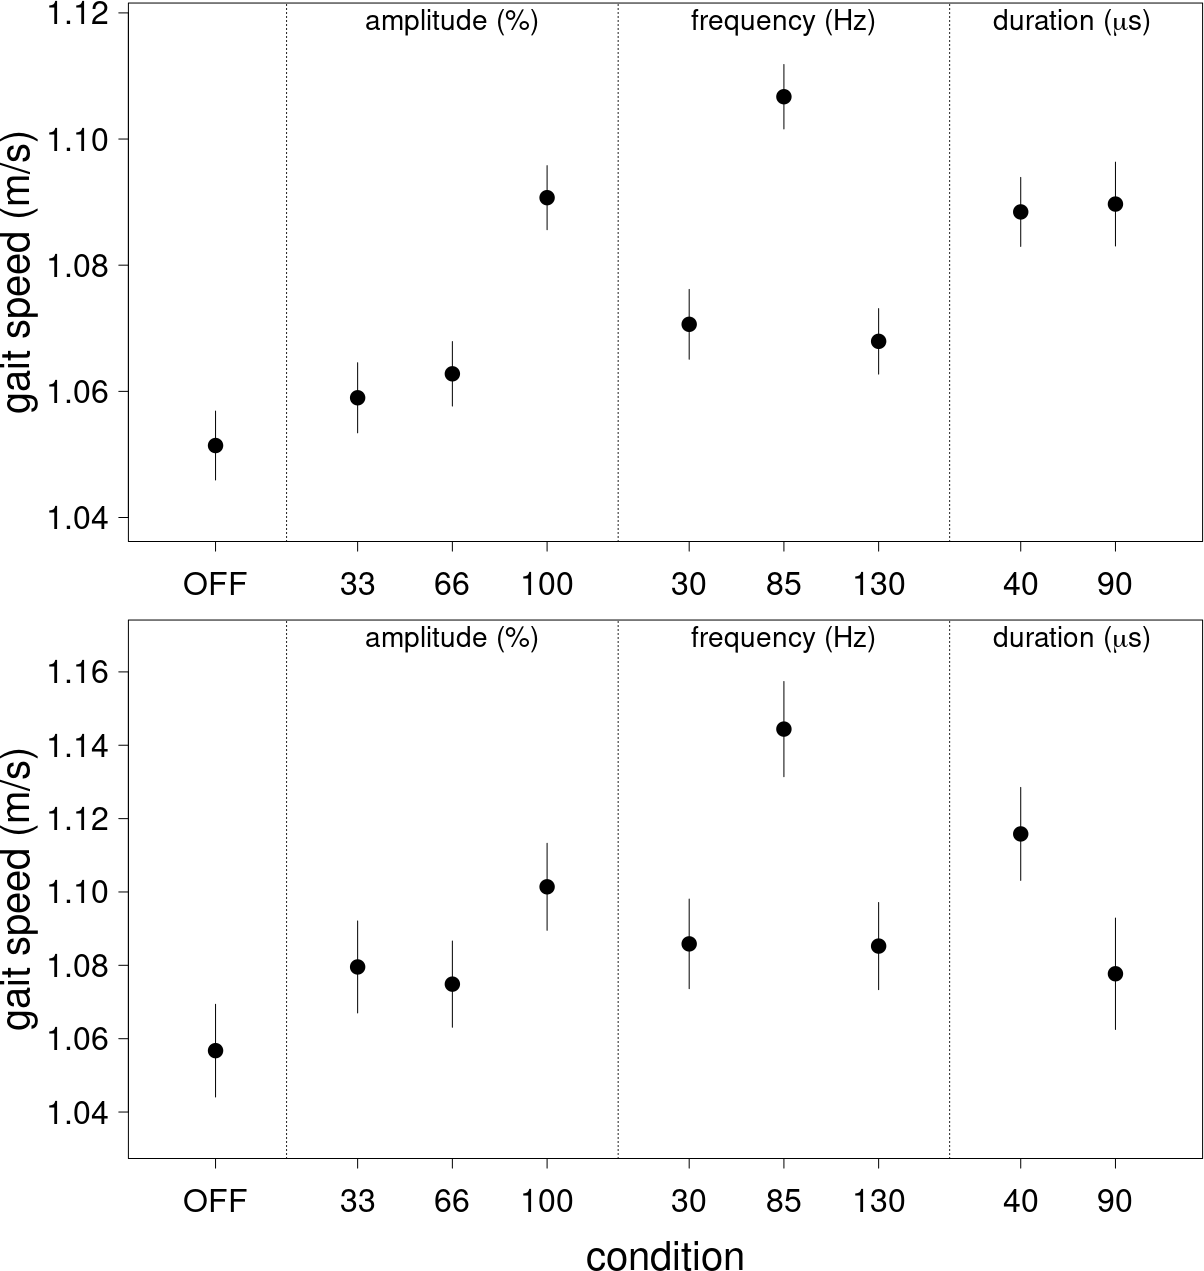 amplitude (%) frequency (Hz) duration (μs)
1.12
1.10
1.08
1.06
1.04
gait speed (m/s)
OFF 33 66 100 30 85 130 40 90
amplitude (%) frequency (Hz) duration (μs)
1.16
1.14
1.12
1.10
1.08
1.06
1.04
gait speed (m/s)
OFF 33 66 100 30 85 130 40 90
condition